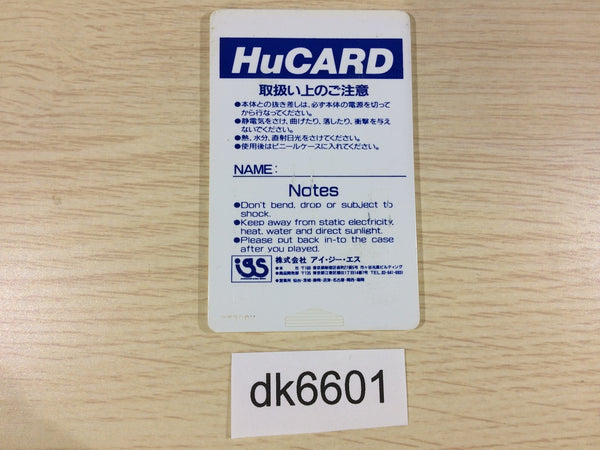 HuCARD
取扱い上のご注意
●本体との抜き差しは、必ず本体の電源を切って
から行なってください。
●静電気をさけ、曲げたり、落したり、衝撃を与え
ないでください。
●熱、水分、直射日光をさけてください。
●使用後はビニールケースに入れてください。
NAME:
Notes
●Don't bend, drop or subject to
shock.
●Keep away from static electricity,
heat, water and direct sunlight.
●Please put back in-to the case
after you played.
igs
株式会社 アイ・ジー・エス
dk6601